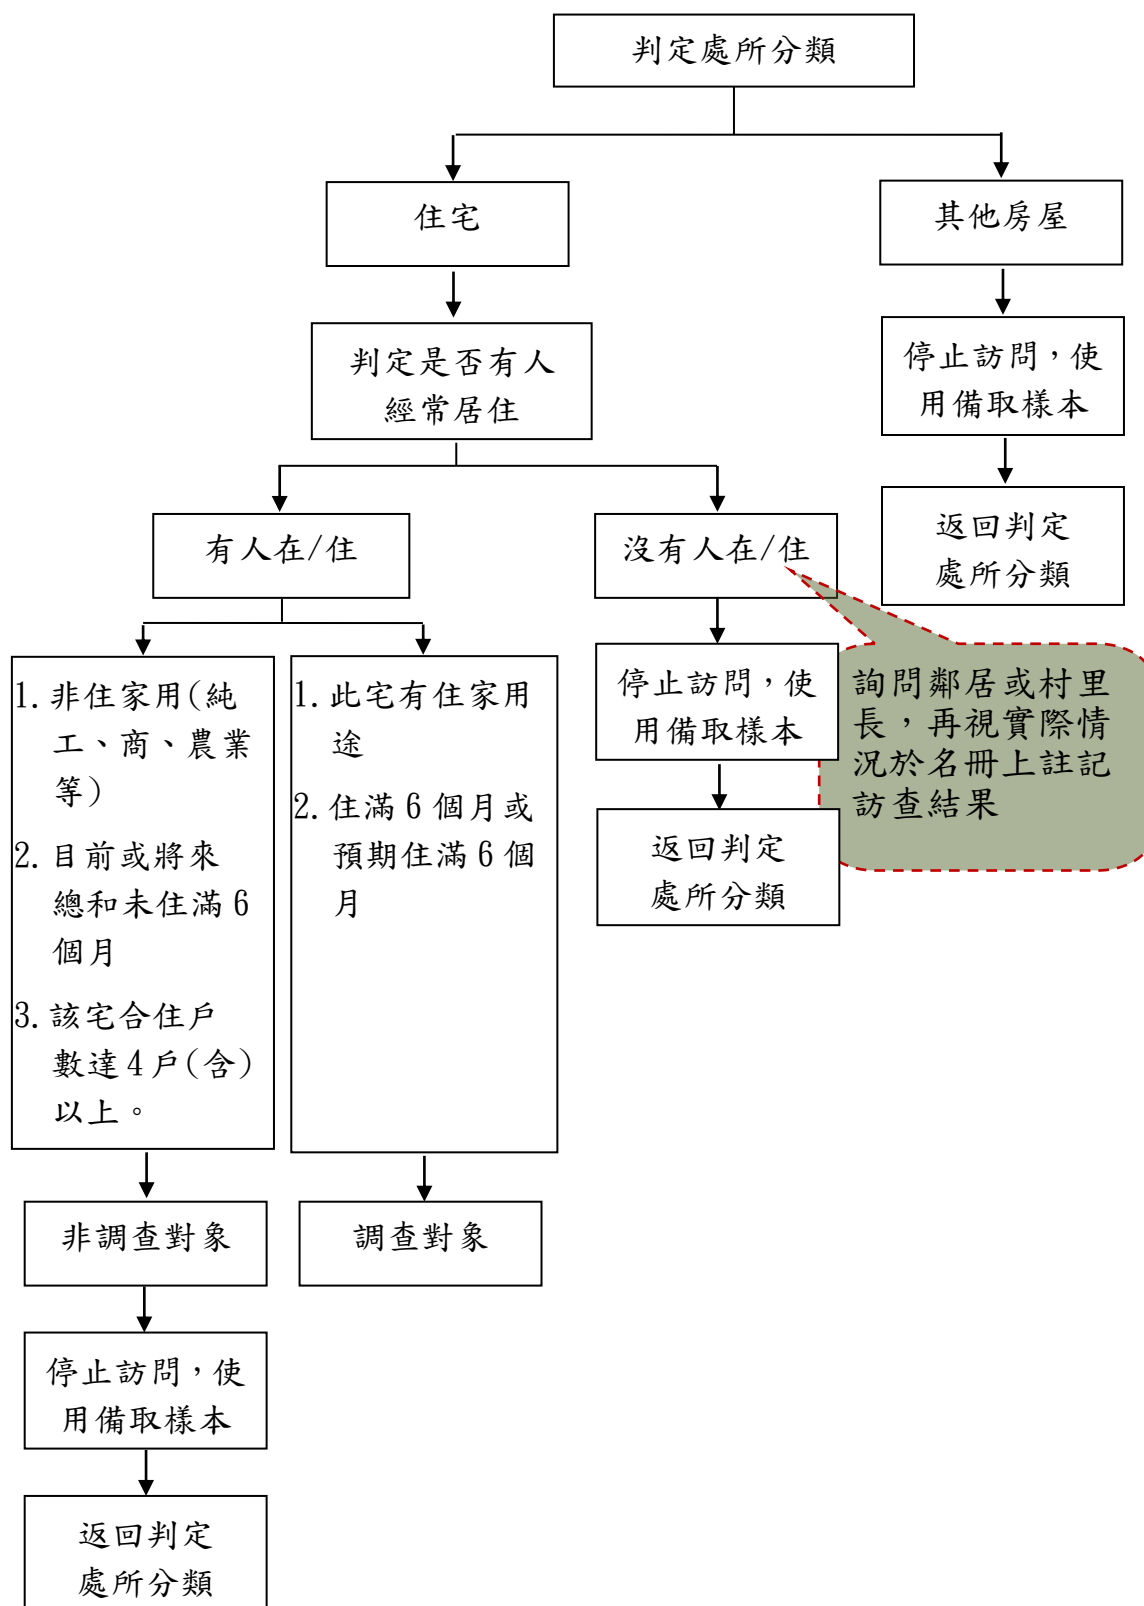 判定處所分類
住宅
其他房屋
判定是否有人
經常居住
停止訪問，使
用備取樣本
返回判定
處所分類
有人在/住
沒有人在/住
1. 非住家用(純
工、商、農業
等)
2. 目前或將來
總和未住滿 6
個月
3. 該宅合住戶
數達 4 戶(含)
以上。
1. 此宅有住家用
途
2. 住滿 6 個月或
預期住滿 6 個
月
停止訪問，使
用備取樣本
返回判定
處所分類
詢問鄰居或村里
長，再視實際情
況於名冊上註記
訪查結果
非調查對象
調查對象
停止訪問，使
用備取樣本
返回判定
處所分類